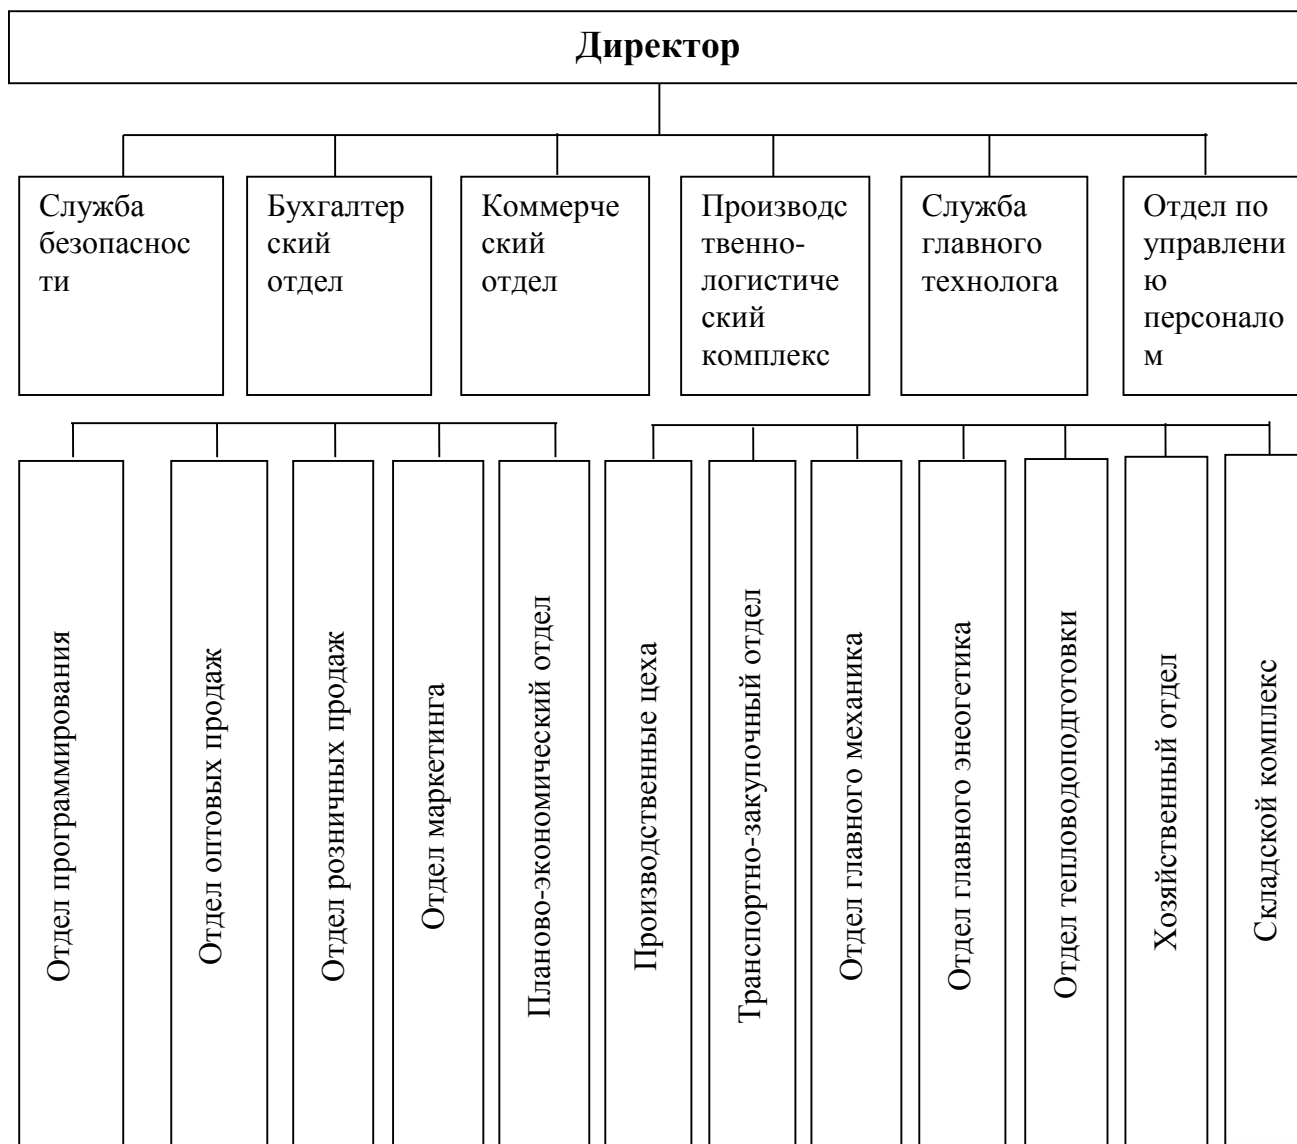 Директор
Служба
безопаснос
ти
Бухгалтер
ский
отдел
Коммерче
ский
отдел
Производс
твенно-
логистиче
ский
комплекс
Служба
главного
технолога
Отдел по
управлени
ю
персонало
м
Отдел программирования
Отдел оптовых продаж
Отдел розничных продаж
Отдел маркетинга
Планово-экономический отдел
Производственные цеха
Транспортно-закупочный отдел
Отдел главного механика
Отдел главного энеогетика
Отдел тепловодоподготовки
Хозяйственный отдел
Складской комплекс